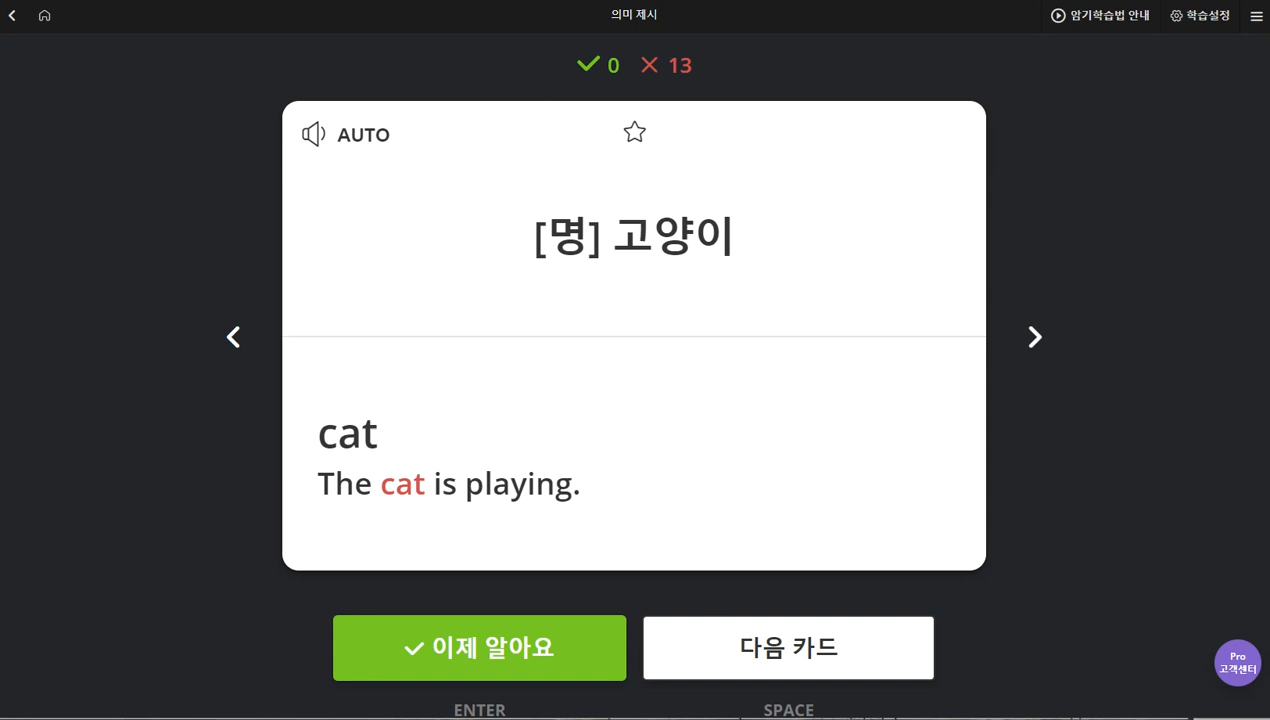 의미 제시
암기학습법 안내
학습설정
0
13
AUTO
[명] 고양이
cat
The cat is playing.
이제 알아요
다음 카드
ENTER
SPACE
Pro
고객센터